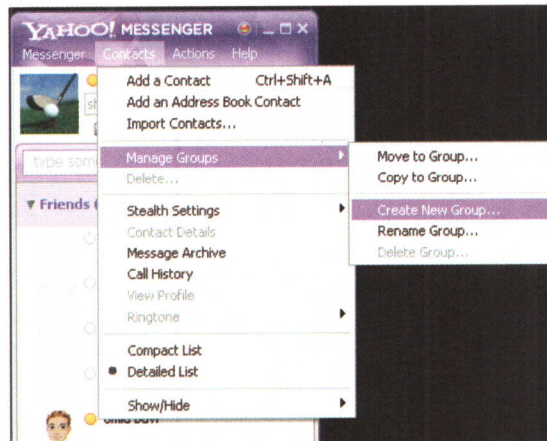 YAHOO! MESSENGER
Messenger Contacts Actions Help
Add a Contact Ctrl+Shift+A
Add an Address Book Contact
Import Contacts...
type som
Manage Groups
Delete...
Friends
Stealth Settings
Contact Details
Message Archive
Call History
View Profile
Ringtone
Compact List
Detailed List
Show/Hide
Move to Group...
Copy to Group...
Create New Group...
Rename Group...
Delete Group...